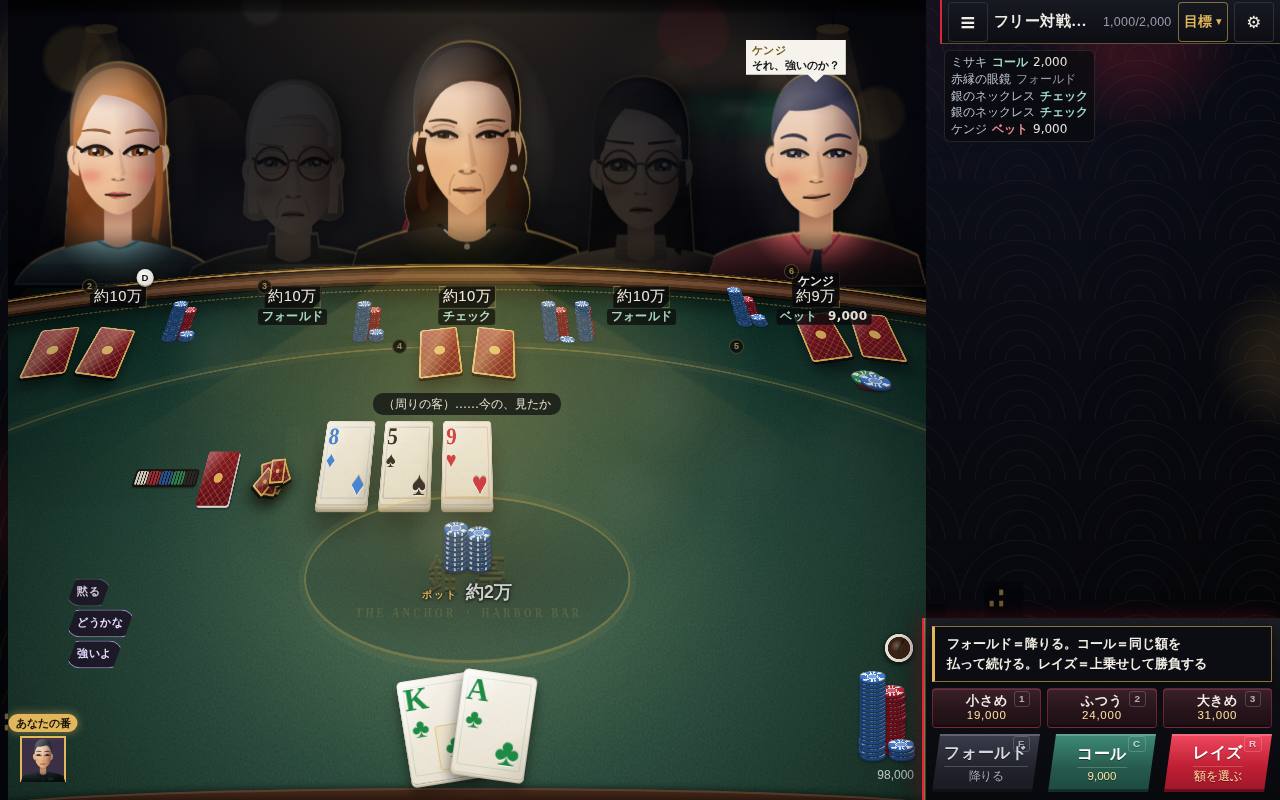 ケンジ
それ、強いのか？
フリー対戦…
1,000/2,000
目標▾
ミサキ コール 2,000
赤縁の眼鏡 フォールド
銀のネックレス チェック
銀のネックレス チェック
ケンジ ベット 9,000
D
2
約10万
3
約10万
フォールド
約10万
チェック
約10万
フォールド
6
ケンジ
約9万
ベット 9,000
4
5
（周りの客）……今の、見たか
8
5
9
ポット 約2万
THE ANCHOR · HARBOR BAR
黙る
どうかな
強いよ
あなたの番
K
A
98,000
フォールド＝降りる。コール＝同じ額を
払って続ける。レイズ＝上乗せして勝負する
小さめ 1
19,000
ふつう 2
24,000
大きめ 3
31,000
フォールド F
降りる
コール C
9,000
レイズ R
額を選ぶ